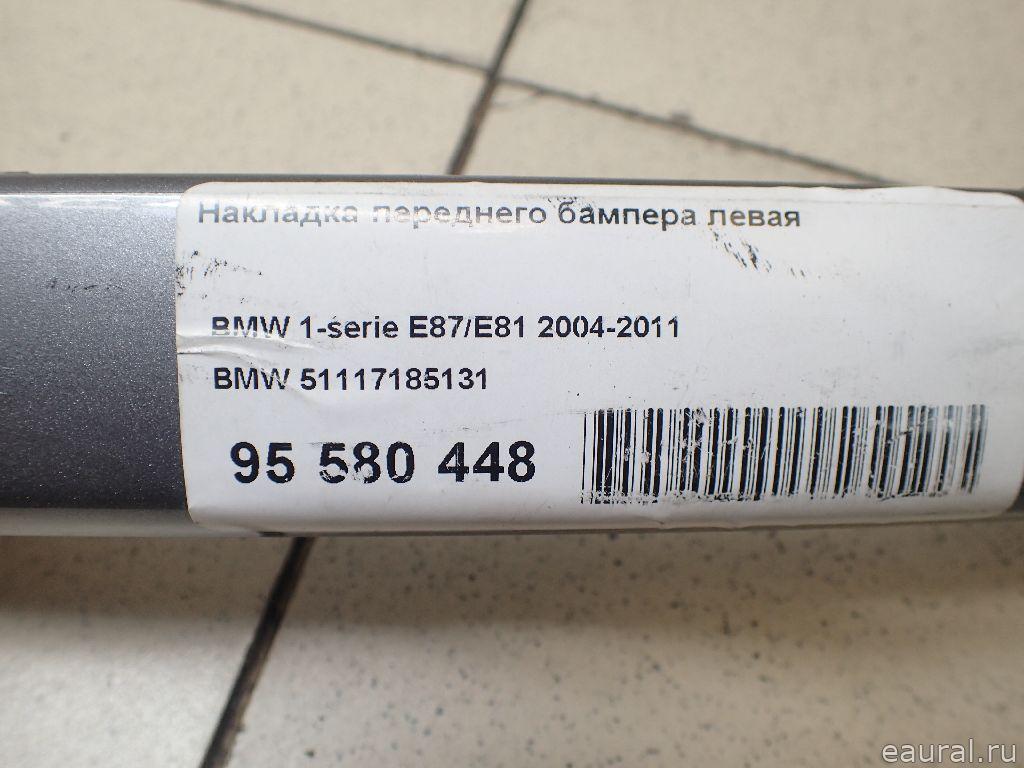 Накладка переднего бампера левая
BMW 1-serie E87/E81 2004-2011
BMW 51117185131
95 580 448
eaural.ru